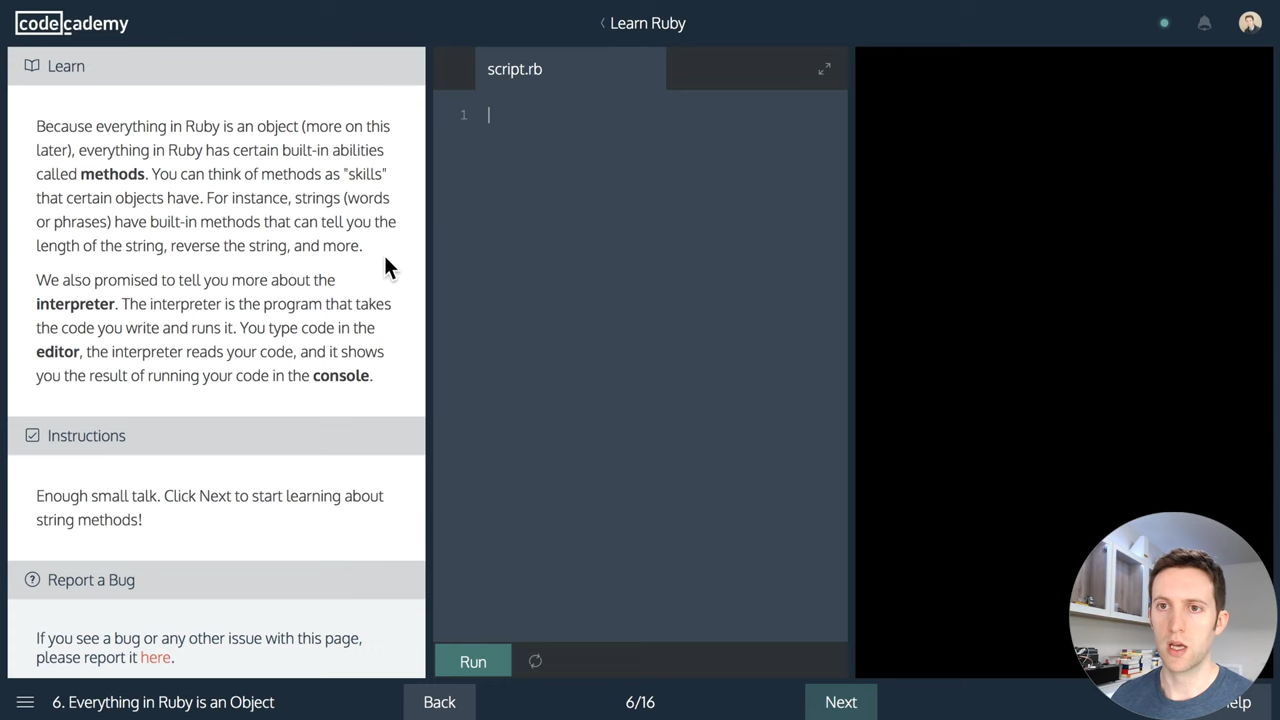 codecademy
Learn Ruby
Learn
script.rb
1
Because everything in Ruby is an object (more on this
later), everything in Ruby has certain built-in abilities
called methods. You can think of methods as "skills"
that certain objects have. For instance, strings (words
or phrases) have built-in methods that can tell you the
length of the string, reverse the string, and more.
We also promised to tell you more about the
interpreter. The interpreter is the program that takes
the code you write and runs it. You type code in the
editor, the interpreter reads your code, and it shows
you the result of running your code in the console.
Instructions
Enough small talk. Click Next to start learning about
string methods!
Report a Bug
If you see a bug or any other issue with this page,
please report it here.
Run
6. Everything in Ruby is an Object
Back
6/16
Next
elp